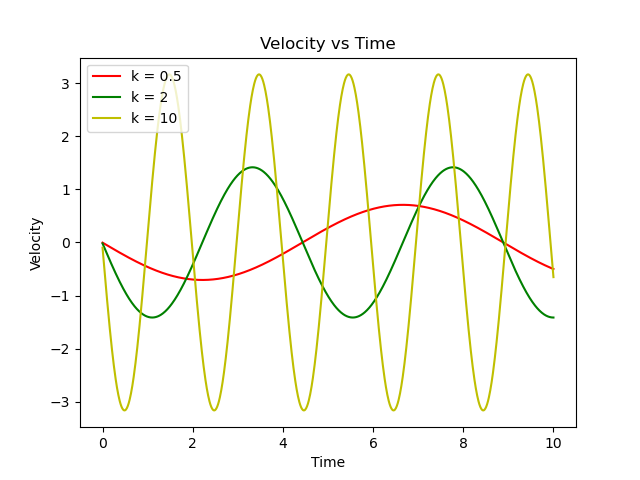 Velocity vs Time
k = 0.5
k = 2
k = 10
3
2
1
0
−1
−2
−3
Velocity
0 2 4 6 8 10
Time